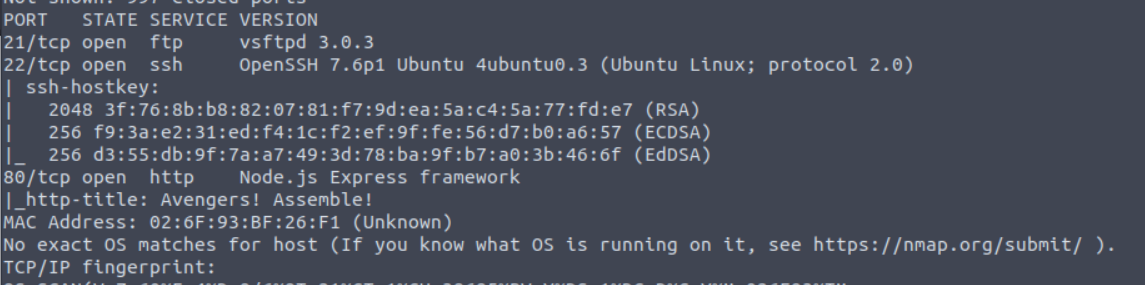 Not shown: 997 closed ports
PORT   STATE SERVICE VERSION
21/tcp open  ftp     vsftpd 3.0.3
22/tcp open  ssh     OpenSSH 7.6p1 Ubuntu 4ubuntu0.3 (Ubuntu Linux; protocol 2.0)
| ssh-hostkey:
|   2048 3f:76:8b:b8:82:07:81:f7:9d:ea:5a:c4:5a:77:fd:e7 (RSA)
|   256 f9:3a:e2:31:ed:f4:1c:f2:ef:9f:fe:56:d7:b0:a6:57 (ECDSA)
|_  256 d3:55:db:9f:7a:a7:49:3d:78:ba:9f:b7:a0:3b:46:6f (EdDSA)
80/tcp open  http    Node.js Express framework
|_http-title: Avengers! Assemble!
MAC Address: 02:6F:93:BF:26:F1 (Unknown)
No exact OS matches for host (If you know what OS is running on it, see https://nmap.org/submit/ ).
TCP/IP fingerprint: